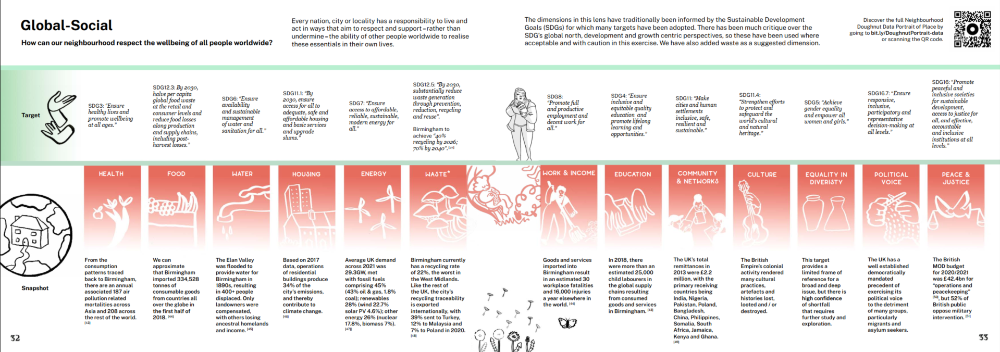 Global-Social
How can our neighbourhood respect the wellbeing of all people worldwide?
Every nation, city or locality has a responsibility to live and
act in ways that aim to respect and support – rather than
undermine – the ability of other people worldwide to realise
these essentials in their own lives.
The dimensions in this lens have traditionally been informed by the Sustainable Development
Goals (SDGs) for which many targets have been adopted. There has been much critique over the
SDG's global north, development and growth centric perspectives, so these have been used where
acceptable and with caution in this exercise. We have also added waste as a suggested dimension.
Discover the full Neighbourhood
Doughnut Data Portrait of Place by
going to bit.ly/DoughnutPortrait-data
or scanning the QR code.
Target
SDG3: "Ensure
healthy lives and
promote wellbeing
at all ages."
SDG12.3: By 2030,
halve per capita
global food waste
at the retail and
consumer levels and
reduce food losses
along production
and supply chains,
including post-
harvest losses."
SDG6: "Ensure
availability
and sustainable
management
of water and
sanitation for all."
SDG11.1: "By
2030, ensure
access for all to
adequate, safe and
affordable housing
and basic services
and upgrade
slums."
SDG7: "Ensure
access to affordable,
reliable, sustainable,
modern energy for
all."
SDG12.5: "By 2030,
substantially reduce
waste generation
through prevention,
reduction, recycling
and reuse".
Birmingham to
achieve "40%
recycling by 2026;
70% by 2040". [27]
SDG8:
"Promote full
and productive
employment and
decent work for
all."
SDG4: "Ensure
inclusive and
equitable quality
education and
promote lifelong
learning and
opportunities."
SDG11: "Make
cities and human
settlements
inclusive, safe,
resilient and
sustainable."
SDG11.4:
"Strengthen efforts
to protect and
safeguard the
world's cultural
and natural
heritage."
SDG5: "Achieve
gender equality
and empower all
women and girls."
SDG16.7: "Ensure
responsive,
inclusive,
participatory and
representative
decision-making at
all levels."
SDG16: "Promote
peaceful and
inclusive societies
for sustainable
development,
access to justice for
all, and effective,
accountable
and inclusive
institutions at all
levels."
HEALTH
FOOD
WATER
HOUSING
ENERGY
WASTE*
WORK & INCOME
EDUCATION
COMMUNITY
& NETWORKS
CULTURE
EQUALITY IN
DIVERISTY
POLITICAL
VOICE
PEACE &
JUSTICE
Snapshot
From the
consumption
patterns traced
back to Birmingham,
there are an annual
associated 187 air
pollution related
mortalities across
Asia and 208 across
the rest of the world.
[43]
We can
approximate
that Birmingham
imported 334,528
tonnes of
consumable goods
from countries all
over the globe in
the first half of
2018. [44]
The Elan Valley
was flooded to
provide water for
Birmingham in
1890s, resulting
in 400+ people
displaced. Only
landowners were
compensated,
with others losing
ancestral homelands
and income. [45]
Based on 2017
data, operations
of residential
buildings produce
34% of the
city's emissions,
and thereby
contribute to
climate change.
[46]
Average UK demand
across 2021 was
29.3GW, met
with fossil fuels
comprising 45%
(43% oil & gas, 1.8%
coal); renewables
28% (wind 22.7%
solar PV 4.6%); other
energy 26% (nuclear
17.8%, biomass 7%).
[47]]
Birmingham currently
has a recycling rate
of 22%, the worst in
the West Midlands.
Like the rest of
the UK, the city's
recycling traceability
is exported
internationally, with
39% sent to Turkey,
12% to Malaysia and
7% to Poland in 2020.
[48]
Goods and services
imported into
Birmingham result
in an estimated 30
workplace fatalities
and 16,000 injuries
a year elsewhere in
the world. [44]
In 2018, there
were more than an
estimated 25,000
child labourers in
the global supply
chains resulting
from consumed
goods and services
in Birmingham. [43]
The UK's total
remittances in
2013 were £2.2
million, with the
primary receiving
countries being
India, Nigeria,
Pakistan, Poland,
Bangladesh,
China, Philippines,
Somalia, South
Africa, Jamaica,
Kenya and Ghana.
[49]
The British
Empire's colonial
activity rendered
many cultural
practices,
artefacts and
histories lost,
looted and / or
destroyed.
This target
provides a
limited frame of
reference for a
broad and deep
issue, but there is
high confidence
of shortfall
that requires
further study and
exploration.
The UK has a
well established
democratically
mandated
precedent of
exercising its
political voice
to the detriment
of many groups,
particularly
migrants and
asylum seekers.
The British
MOD budget
for 2020/2021
was £42.4bn for
"operations and
peacekeeping"
[50], but 52% of
British public
oppose military
intervention. [51]
32
33